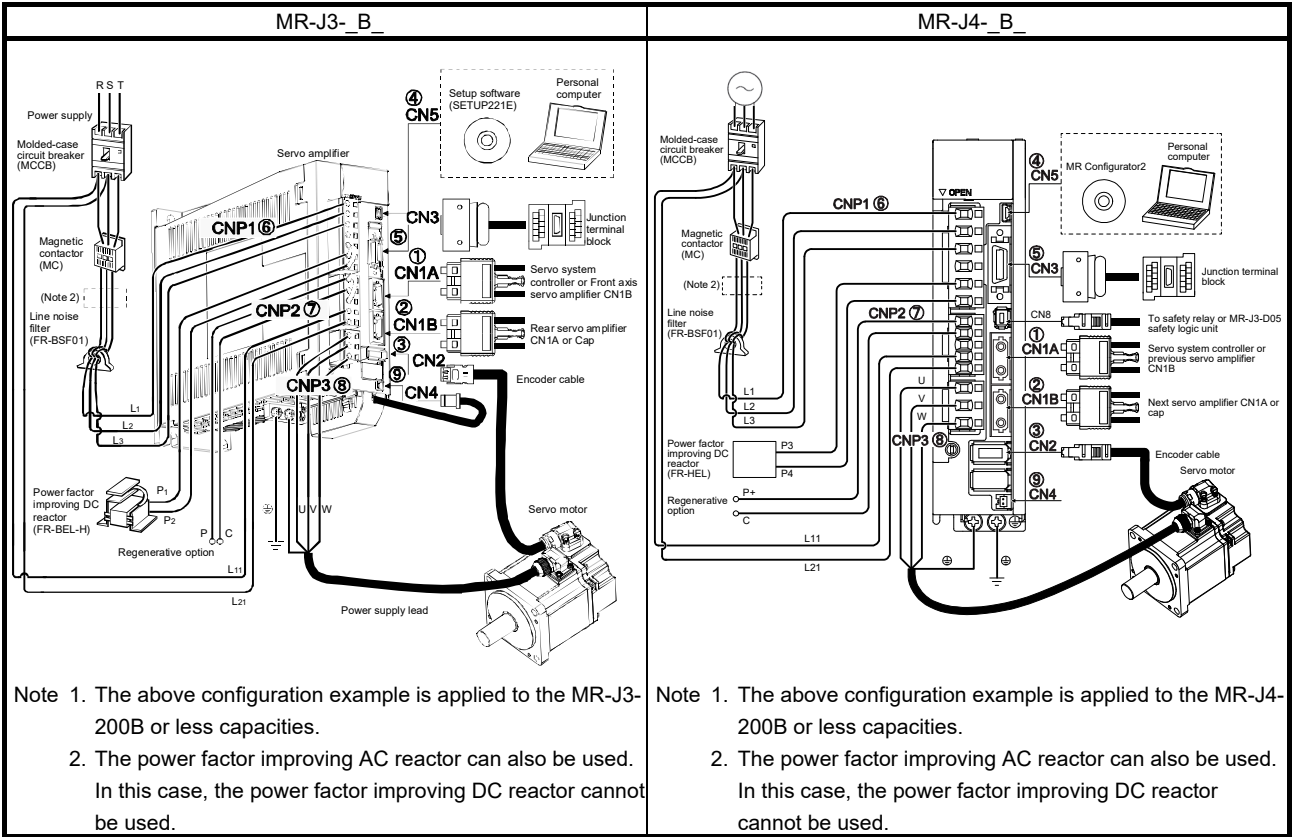 MR-J3-_B_
MR-J4-_B_
R S T
Power supply
Molded-case
circuit breaker
(MCCB)
Servo amplifier
④
CN5
Setup software
(SETUP221E)
Personal
computer
CNP1⑥
CN3
⑤
Junction
terminal
block
Magnetic
contactor
(MC)
①
CN1A
Servo system
controller or Front axis
servo amplifier CN1B
(Note 2)
CNP2⑦
②
CN1B
Rear servo amplifier
CN1A or Cap
Line noise
filter
(FR-BSF01)
③
CN2
Encoder cable
⑨
CN4
CNP3⑧
L1
L2
L3
Power factor
improving DC
reactor
(FR-BEL-H)
P1
P2
P C
U V W
Regenerative option
Servo motor
L11
L21
Power supply lead
Note 1. The above configuration example is applied to the MR-J3-
200B or less capacities.
2. The power factor improving AC reactor can also be used.
In this case, the power factor improving DC reactor cannot
be used.
Molded-case
circuit breaker
(MCCB)
OPEN
④
CN5
MR Configurator2
Personal
computer
CNP1⑥
Magnetic
contactor
(MC)
⑤
CN3
Junction terminal
block
(Note 2)
CNP2⑦
CN8
To safety relay or MR-J3-D05
safety logic unit
Line noise
filter
(FR-BSF01)
①
CN1A
Servo system controller or
previous servo amplifier
CN1B
U
V
W
②
CN1B
Next servo amplifier CN1A or
cap
L1
L2
L3
CNP3⑧
③
CN2
Encoder cable
Power factor
improving DC
reactor
(FR-HEL)
P3
P4
Servo motor
⑨
CN4
Regenerative
option
P+
C
L11
L21
Note 1. The above configuration example is applied to the MR-J4-
200B or less capacities.
2. The power factor improving AC reactor can also be used.
In this case, the power factor improving DC reactor
cannot be used.